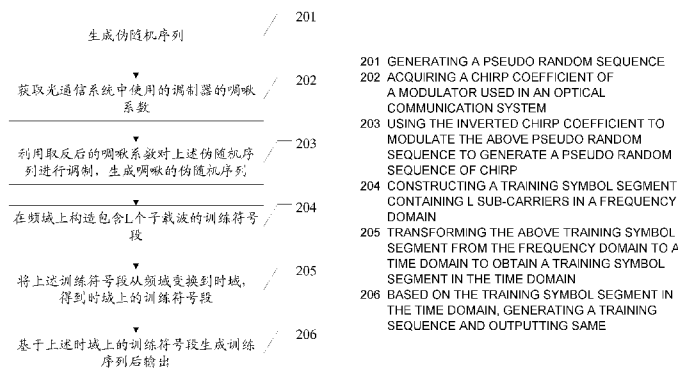 生成伪随机序列
201
获取光通信系统中使用的调制器的啁啾
系数
202
利用取反后的啁啾系数对上述伪随机序
列进行调制，生成啁啾的伪随机序列
203
在频域上构造包含L个子载波的训练符号
段
204
将上述训练符号段从频域变换到时域，
得到时域上的训练符号段
205
基于上述时域上的训练符号段生成训练
序列后输出
206
201 GENERATING A PSEUDO RANDOM SEQUENCE
202 ACQUIRING A CHIRP COEFFICIENT OF
A MODULATOR USED IN AN OPTICAL
COMMUNICATION SYSTEM
203 USING THE INVERTED CHIRP COEFFICIENT TO
MODULATE THE ABOVE PSEUDO RANDOM
SEQUENCE TO GENERATE A PSEUDO RANDOM
SEQUENCE OF CHIRP
204 CONSTRUCTING A TRAINING SYMBOL SEGMENT
CONTAINING L SUB-CARRIERS IN A FREQUENCY
DOMAIN
205 TRANSFORMING THE ABOVE TRAINING SYMBOL
SEGMENT FROM THE FREQUENCY DOMAIN TO A
TIME DOMAIN TO OBTAIN A TRAINING SYMBOL
SEGMENT IN THE TIME DOMAIN
206 BASED ON THE TRAINING SYMBOL SEGMENT IN
THE TIME DOMAIN, GENERATING A TRAINING
SEQUENCE AND OUTPUTTING SAME